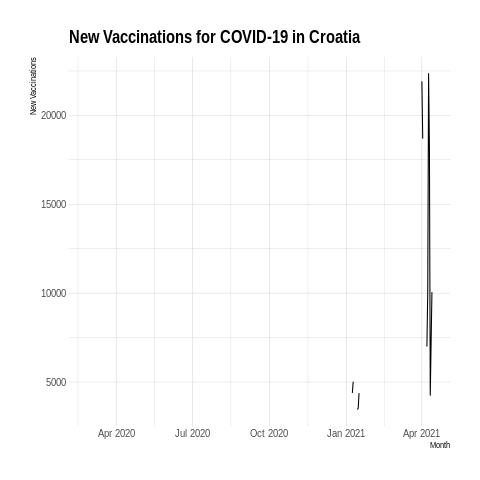 New Vaccinations for COVID-19 in Croatia
New Vaccinations
20000
15000
10000
5000
Apr 2020 Jul 2020 Oct 2020 Jan 2021 Apr 2021
Month